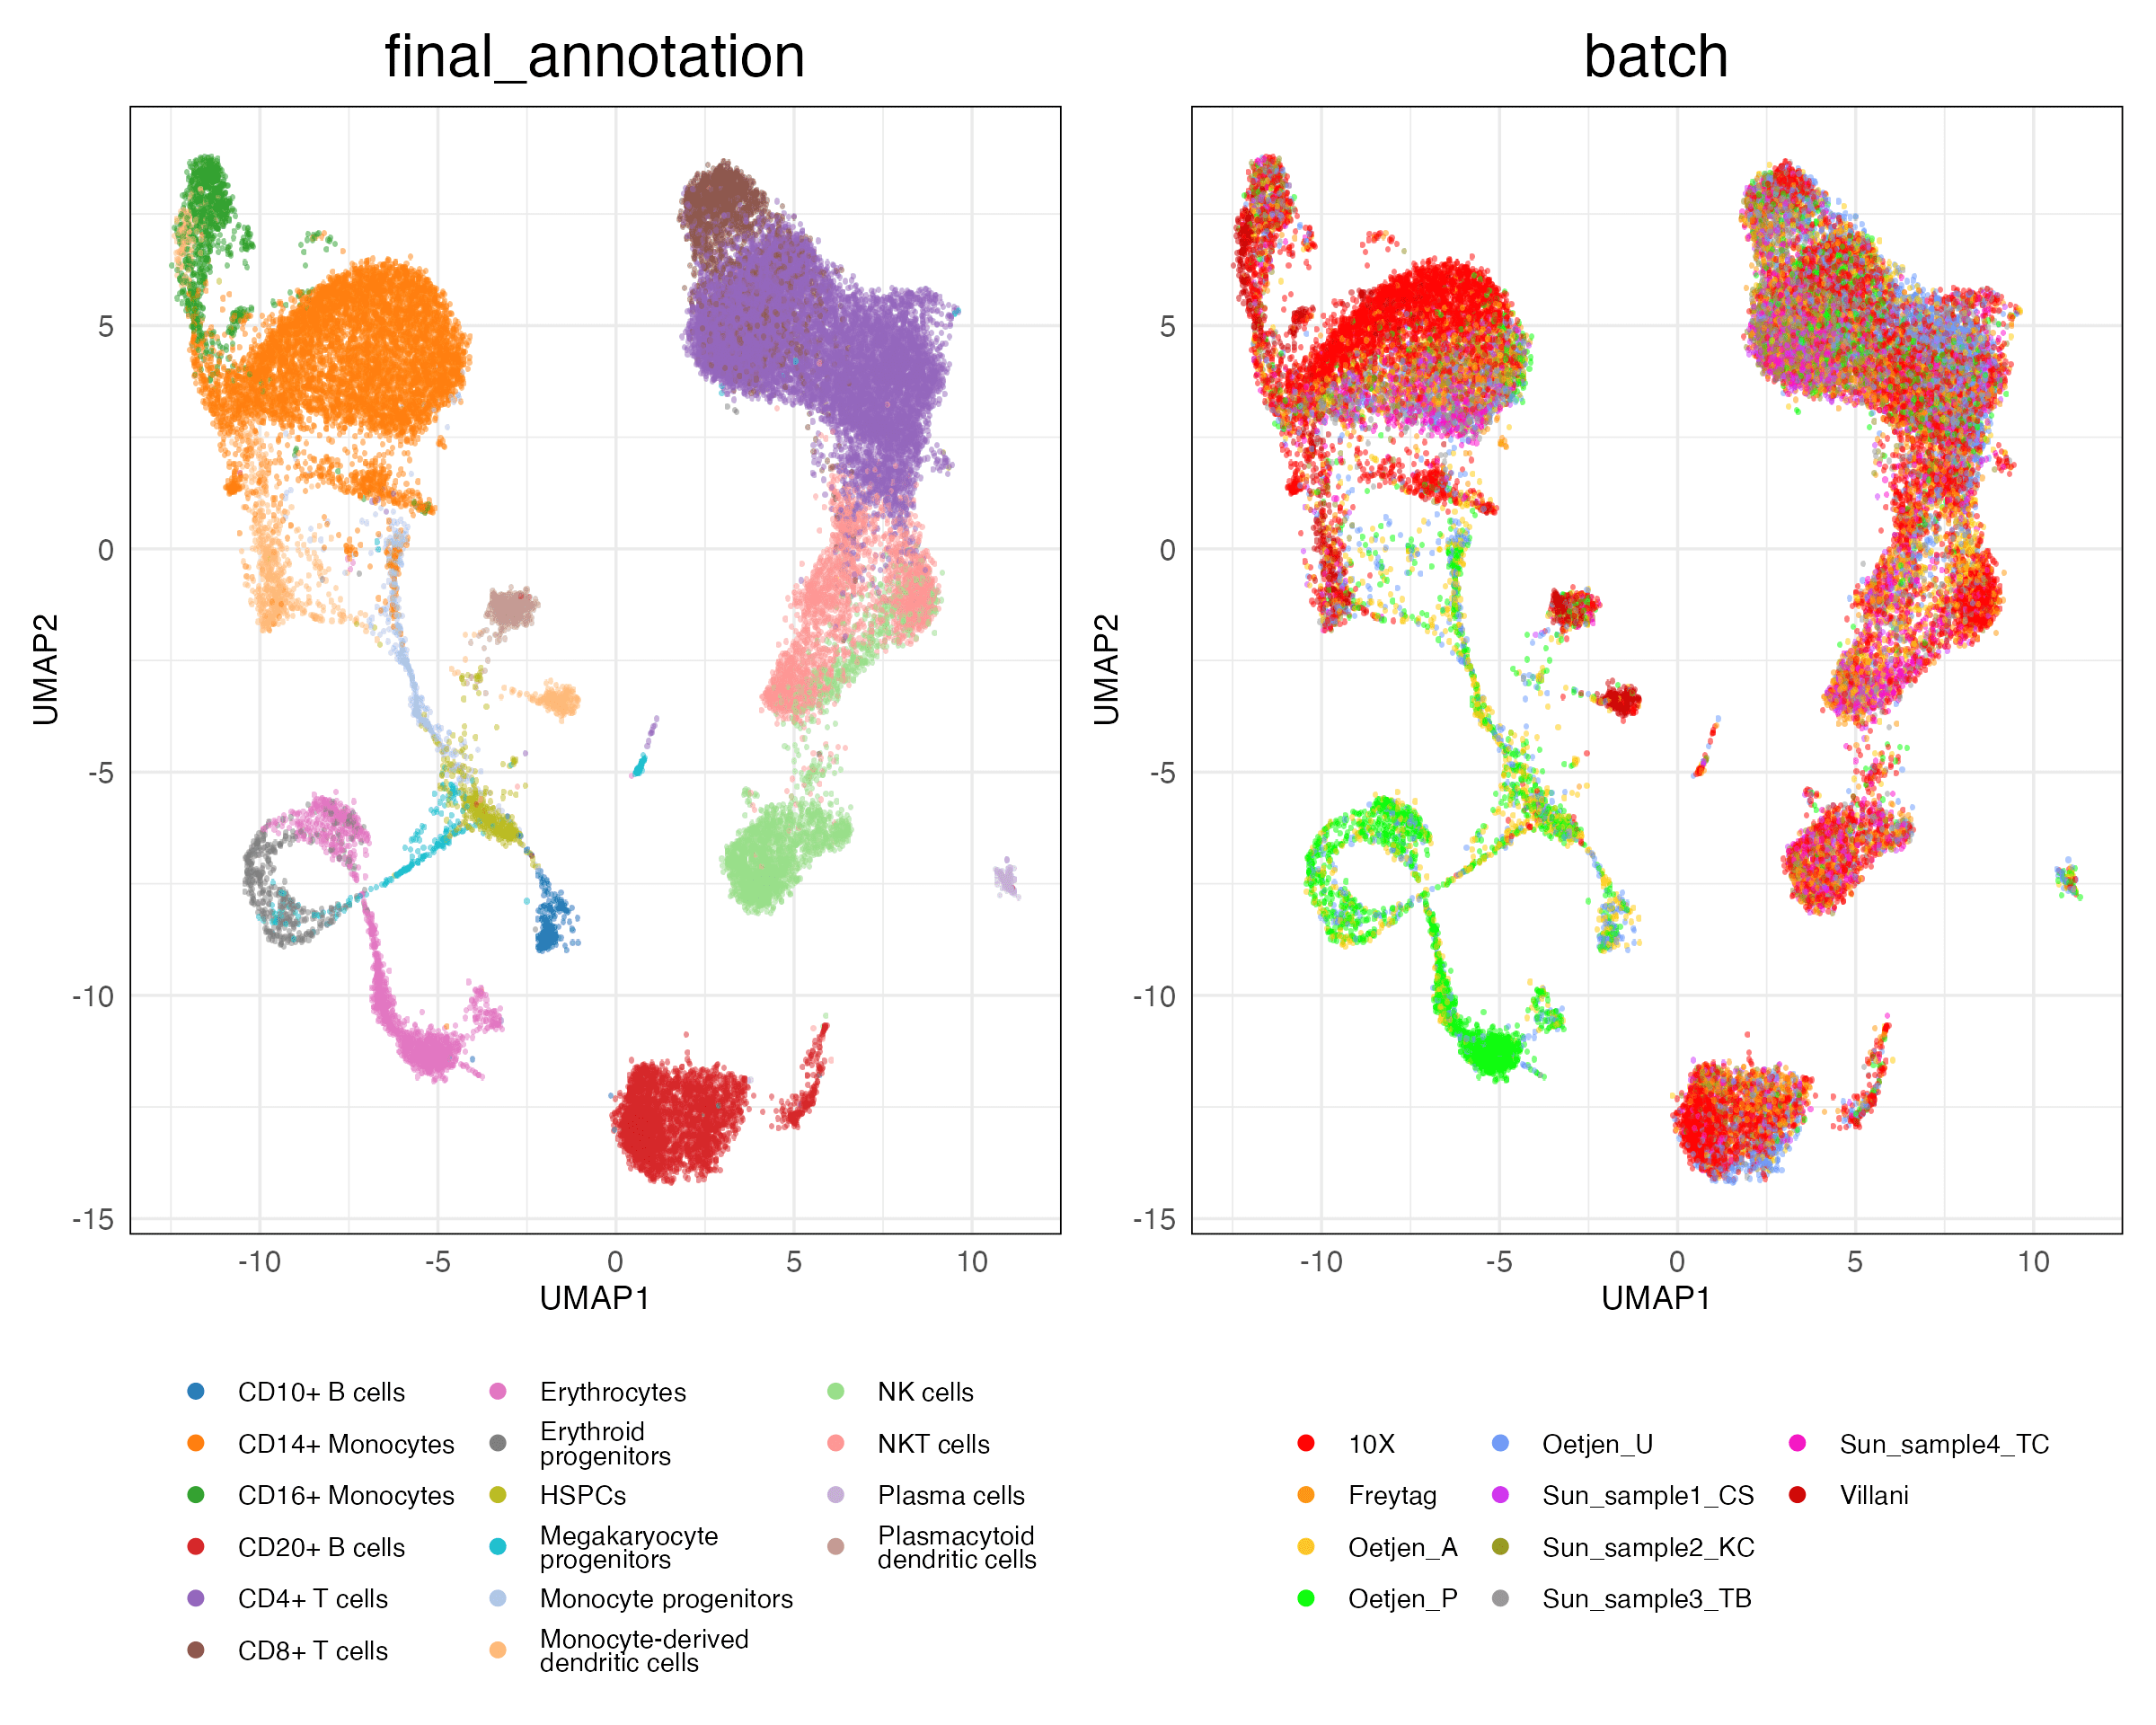 final_annotation
batch
5
0
-5
-10
-15
-10
-5
0
5
10
UMAP1
UMAP2
5
0
-5
-10
-15
-10
-5
0
5
10
UMAP1
UMAP2
CD10+ B cells
CD14+ Monocytes
CD16+ Monocytes
CD20+ B cells
CD4+ T cells
CD8+ T cells
Erythrocytes
Erythroid
progenitors
HSPCs
Megakaryocyte
progenitors
Monocyte progenitors
Monocyte-derived
dendritic cells
NK cells
NKT cells
Plasma cells
Plasmacytoid
dendritic cells
10X
Freytag
Oetjen_A
Oetjen_P
Oetjen_U
Sun_sample1_CS
Sun_sample2_KC
Sun_sample3_TB
Sun_sample4_TC
Villani